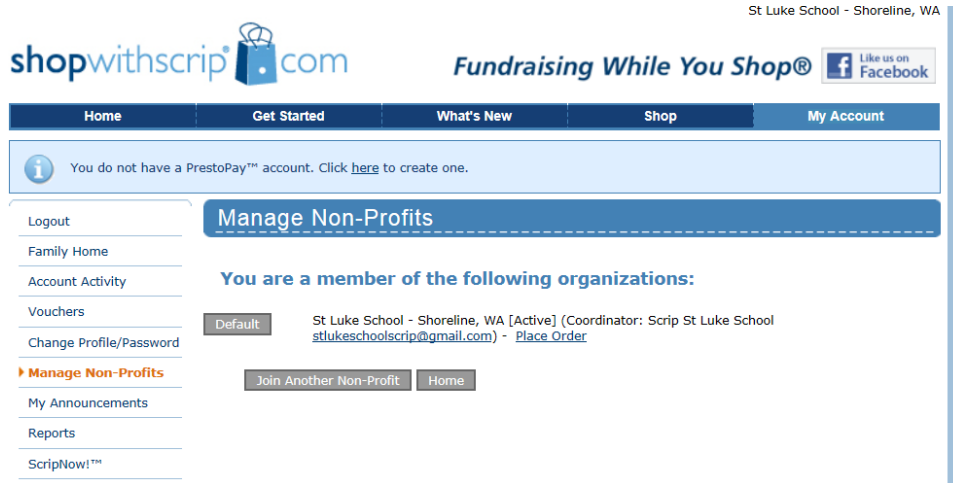 St Luke School - Shoreline, WA
shopwithscrip® com
Fundraising While You Shop®
f Like us on
Facebook
Home Get Started What's New Shop My Account
i You do not have a PrestoPay™ account. Click here to create one.
Manage Non-Profits
Logout
Family Home
Account Activity
Vouchers
Change Profile/Password
Manage Non-Profits
My Announcements
Reports
ScripNow!™
You are a member of the following organizations:
Default
St Luke School - Shoreline, WA [Active] (Coordinator: Scrip St Luke School
stlukeschoolscrip@gmail.com) - Place Order
Join Another Non-Profit Home